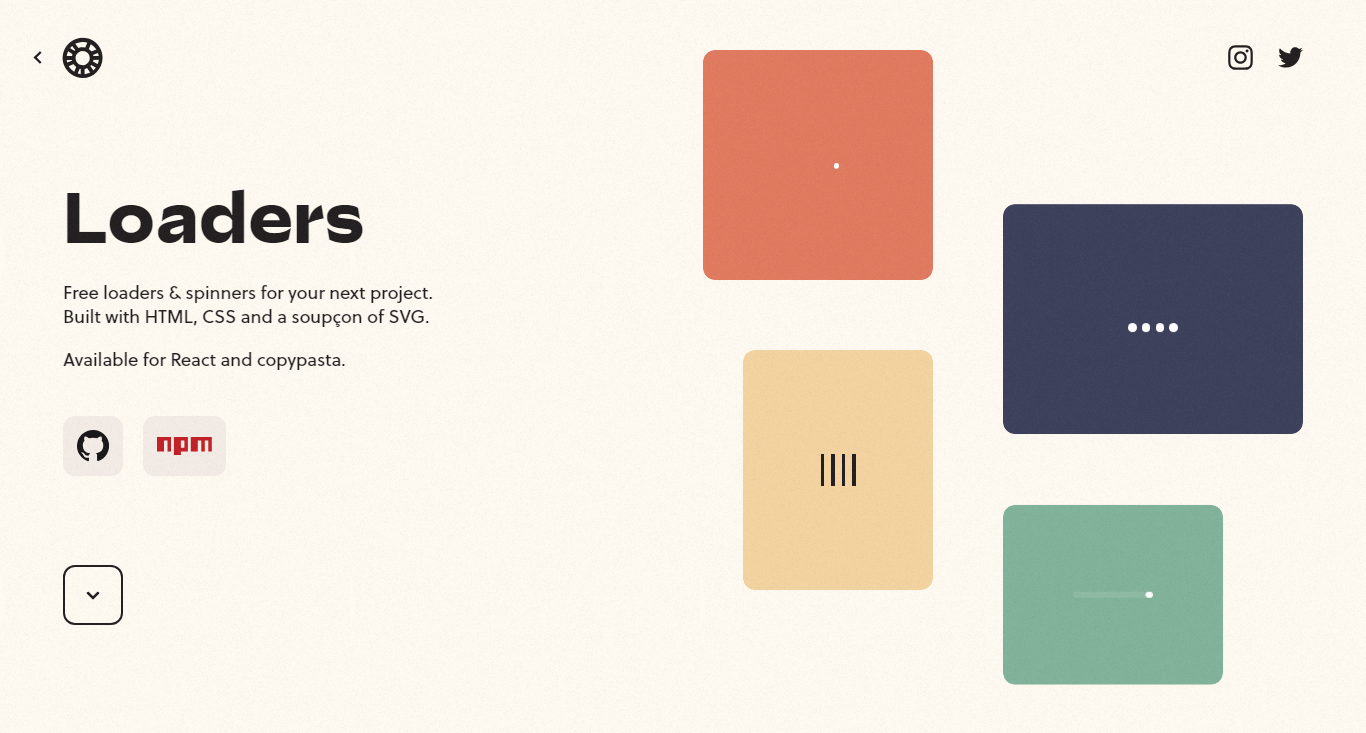 Loaders
Free loaders & spinners for your next project.
Built with HTML, CSS and a soupçon of SVG.
Available for React and copypasta.
npm